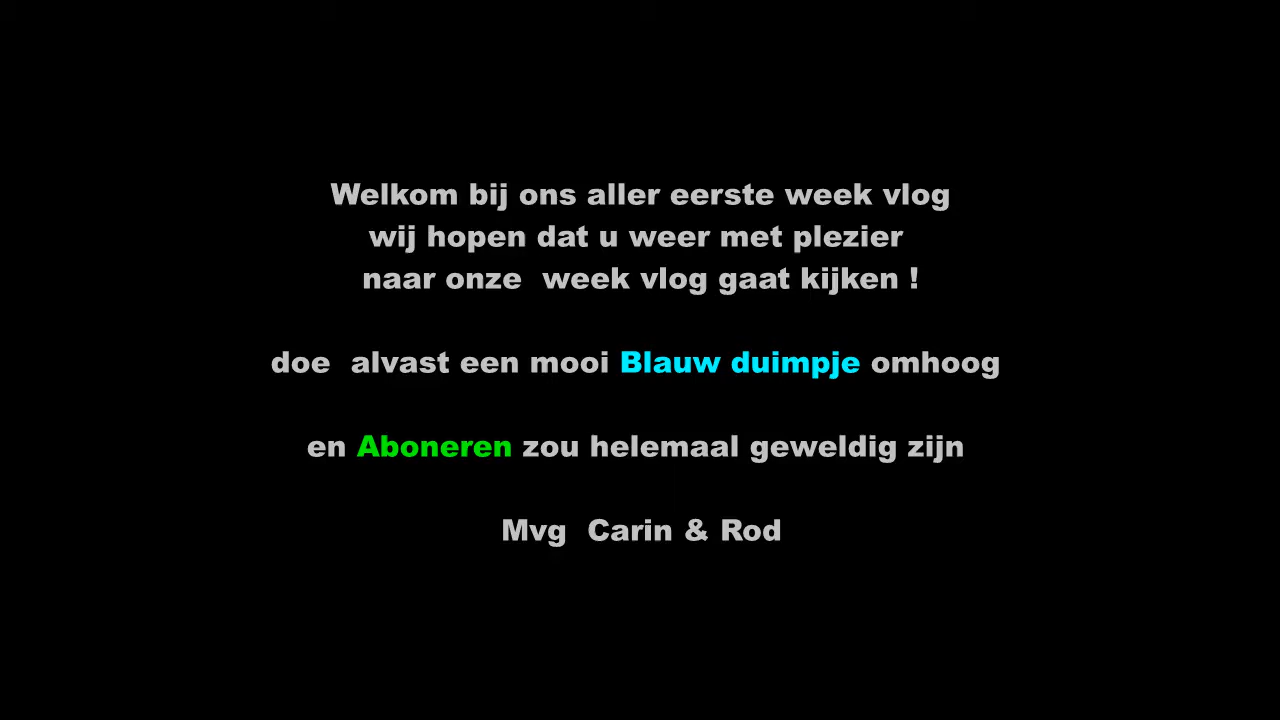 Welkom bij ons aller eerste week vlog
wij hopen dat u weer met plezier
naar onze week vlog gaat kijken !
doe alvast een mooi Blauw duimpje omhoog
en Aboneren zou helemaal geweldig zijn
Mvg Carin & Rod